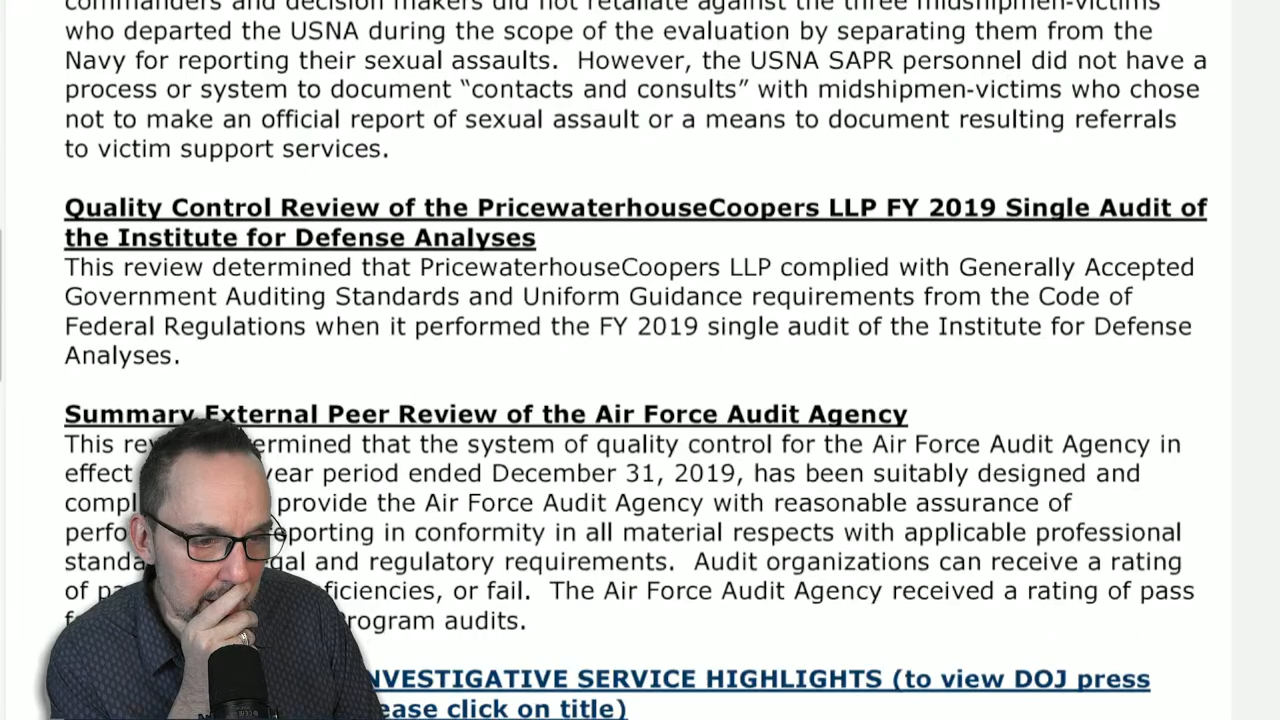 commanders and decision makers did not retaliate against the three midshipmen-victims
who departed the USNA during the scope of the evaluation by separating them from the
Navy for reporting their sexual assaults.  However, the USNA SAPR personnel did not have a
process or system to document “contacts and consults” with midshipmen-victims who chose
not to make an official report of sexual assault or a means to document resulting referrals
to victim support services.
Quality Control Review of the PricewaterhouseCoopers LLP FY 2019 Single Audit of
the Institute for Defense Analyses
This review determined that PricewaterhouseCoopers LLP complied with Generally Accepted
Government Auditing Standards and Uniform Guidance requirements from the Code of
Federal Regulations when it performed the FY 2019 single audit of the Institute for Defense
Analyses.
Summary External Peer Review of the Air Force Audit Agency
This ermined that the system of quality control for the Air Force Audit Agency in
effect year period ended December 31, 2019, has been suitably designed and
compl provide the Air Force Audit Agency with reasonable assurance of
perfo eporting in conformity in all material respects with applicable professional
standa gal and regulatory requirements.  Audit organizations can receive a rating
of ficiencies, or fail.  The Air Force Audit Agency received a rating of pass
rogram audits.
NVESTIGATIVE SERVICE HIGHLIGHTS (to view DOJ press
ease click on title)